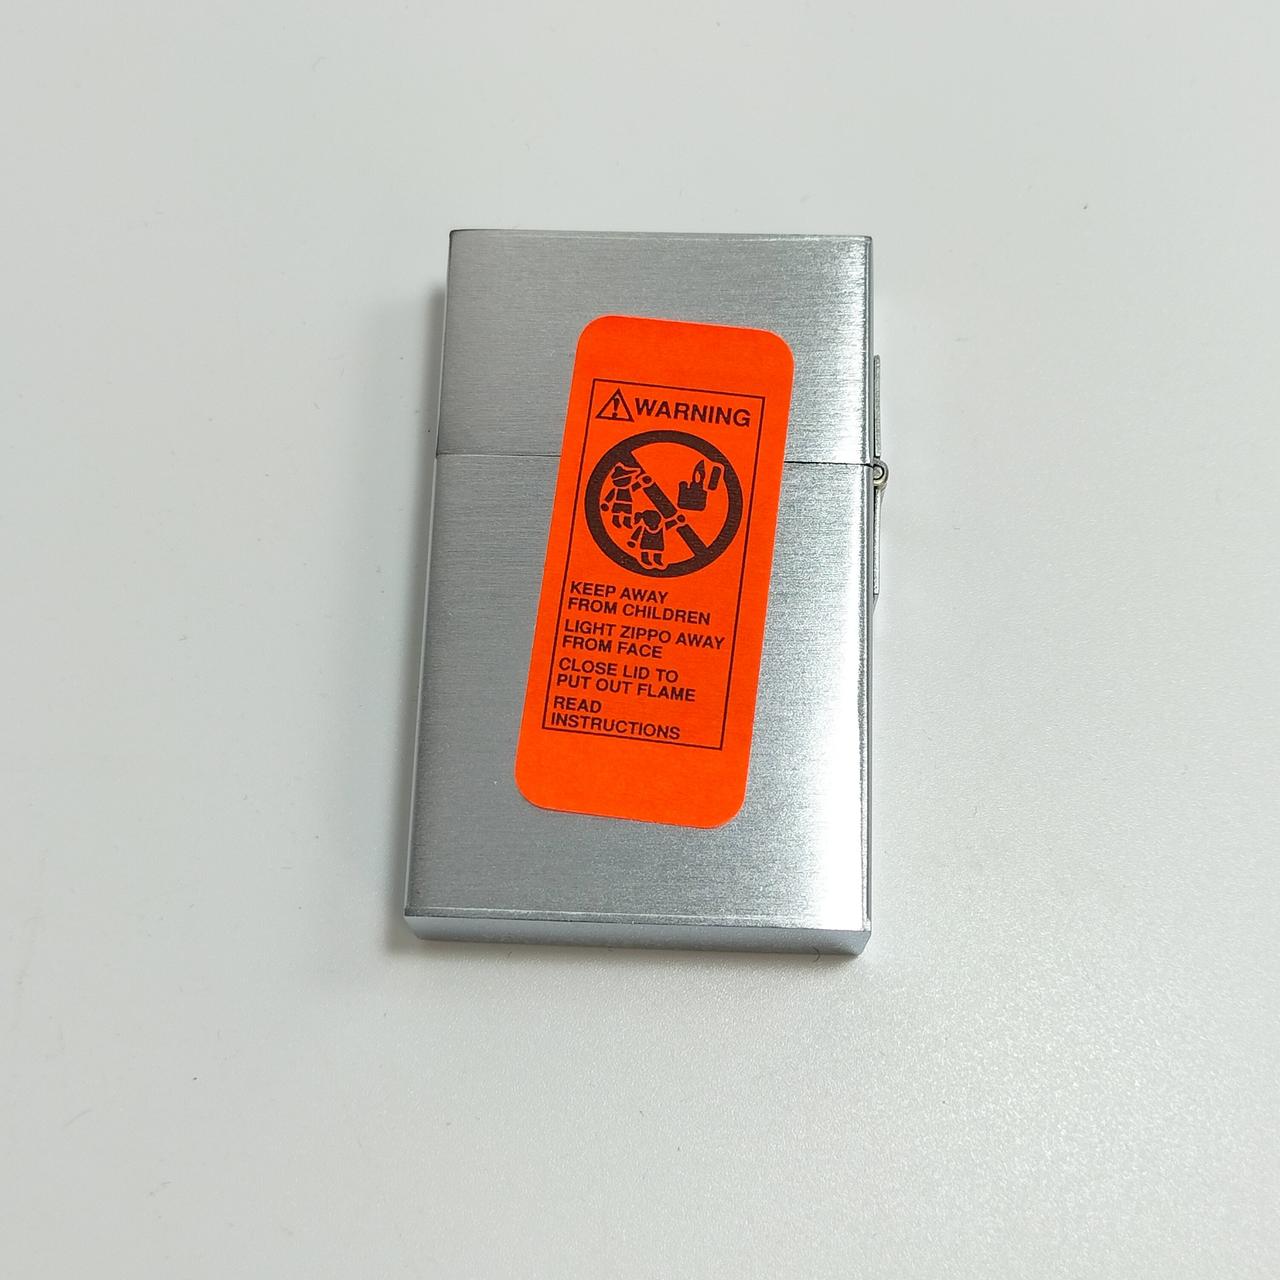 WARNING
KEEP AWAY
FROM CHILDREN
LIGHT ZIPPO AWAY
FROM FACE
CLOSE LID TO
PUT OUT FLAME
READ
INSTRUCTIONS